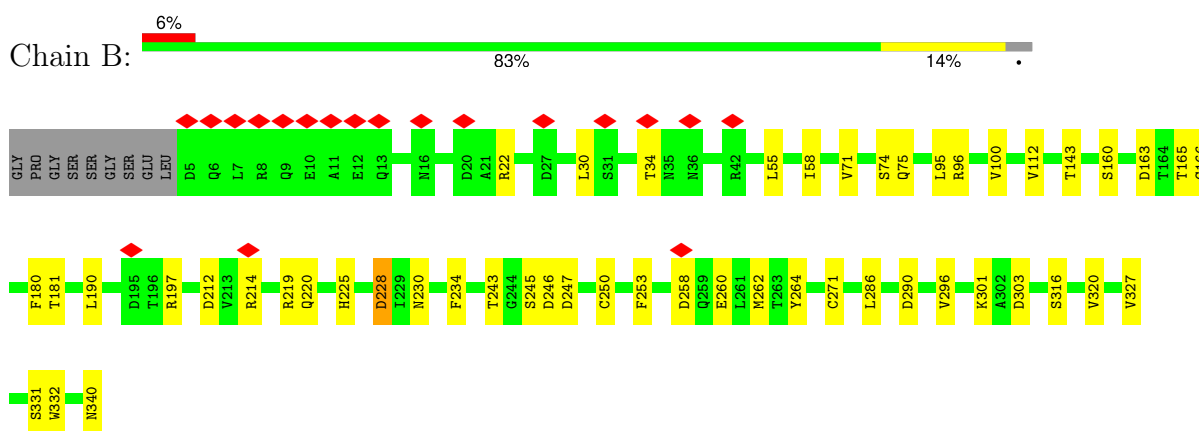 6%
Chain B:
83% 14% •
GLY PRO GLY GLY SER SER GLY SER GLU LEU D5 Q6 L7 R8 Q9 E10 A11 E12 Q13 N16 D20 A21 R22 D27 L30 S31 T34 N35 N36 R42 L55 I58 V71 S74 Q75 L95 R96 V100 V112 T143 S160 D163 T164 T165
F180 T181 L190 D195 T196 R197 D212 V213 R214 R219 Q220 H225 D228 I229 N230 F234 T243 G244 S245 D246 D247 C250 F253 D258 Q259 E260 L261 M262 T263 Y264 C271 L286 D290 V296 K301 A302 D303 S316 V320 V327
S331 W332 N340